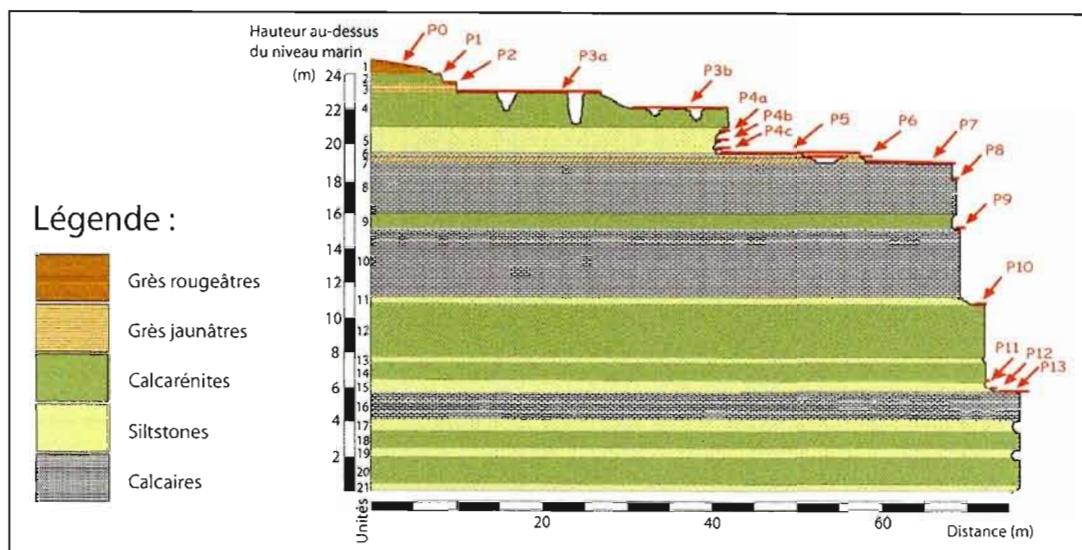 Hauteur au-dessus
du niveau marin
(m)
P0
P1
P2
P3a
P3b
P4a
P4b
P4c
P5
P6
P7
P8
P9
P10
P11
P12
P13
24
22
20
18
16
14
12
10
8
6
4
2
1
2
3
4
5
6
7
8
9
10
11
13
14
15
16
17
18
19
20
21
Légende :
Grès rougeâtres
Grès jaunâtres
Calcarénites
Siltstones
Calcaires
Unités
20
40
60
Distance (m)